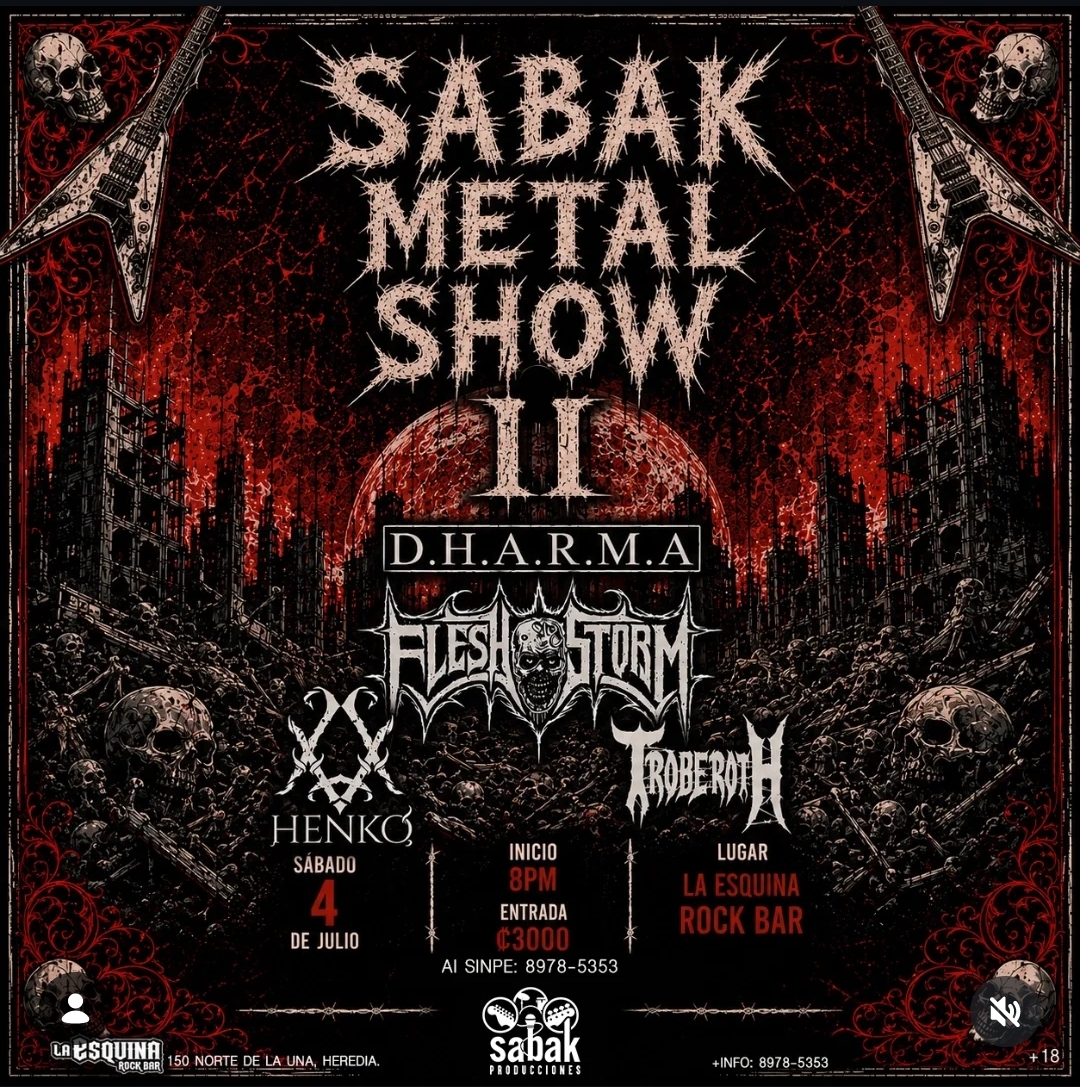 SABAK
METAL
SHOW
II
D.H.A.R.M.A
FLESH STORM
HENKO
TROBEROTH
SÁBADO
4
DE JULIO
INICIO
8PM
ENTRADA
₡3000
LUGAR
LA ESQUINA
ROCK BAR
Al SINPE: 8978-5353
LA ESQUINA
ROCK BAR
150 NORTE DE LA UNA, HEREDIA.
sabak
PRODUCCIONES
+INFO: 8978-5353
+18